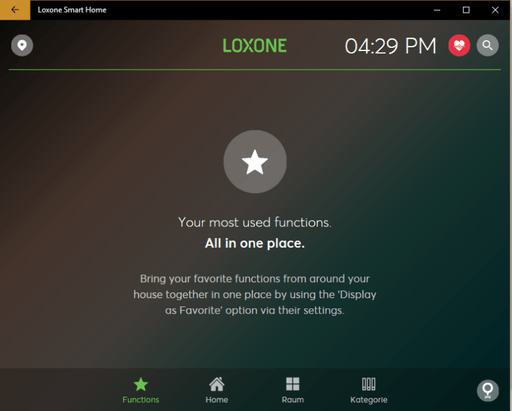 Loxone Smart Home
LOXONE
04:29 PM
Your most used functions.
All in one place.
Bring your favorite functions from around your
house together in one place by using the 'Display
as Favorite' option via their settings.
Functions
Home
Raum
Kategorie